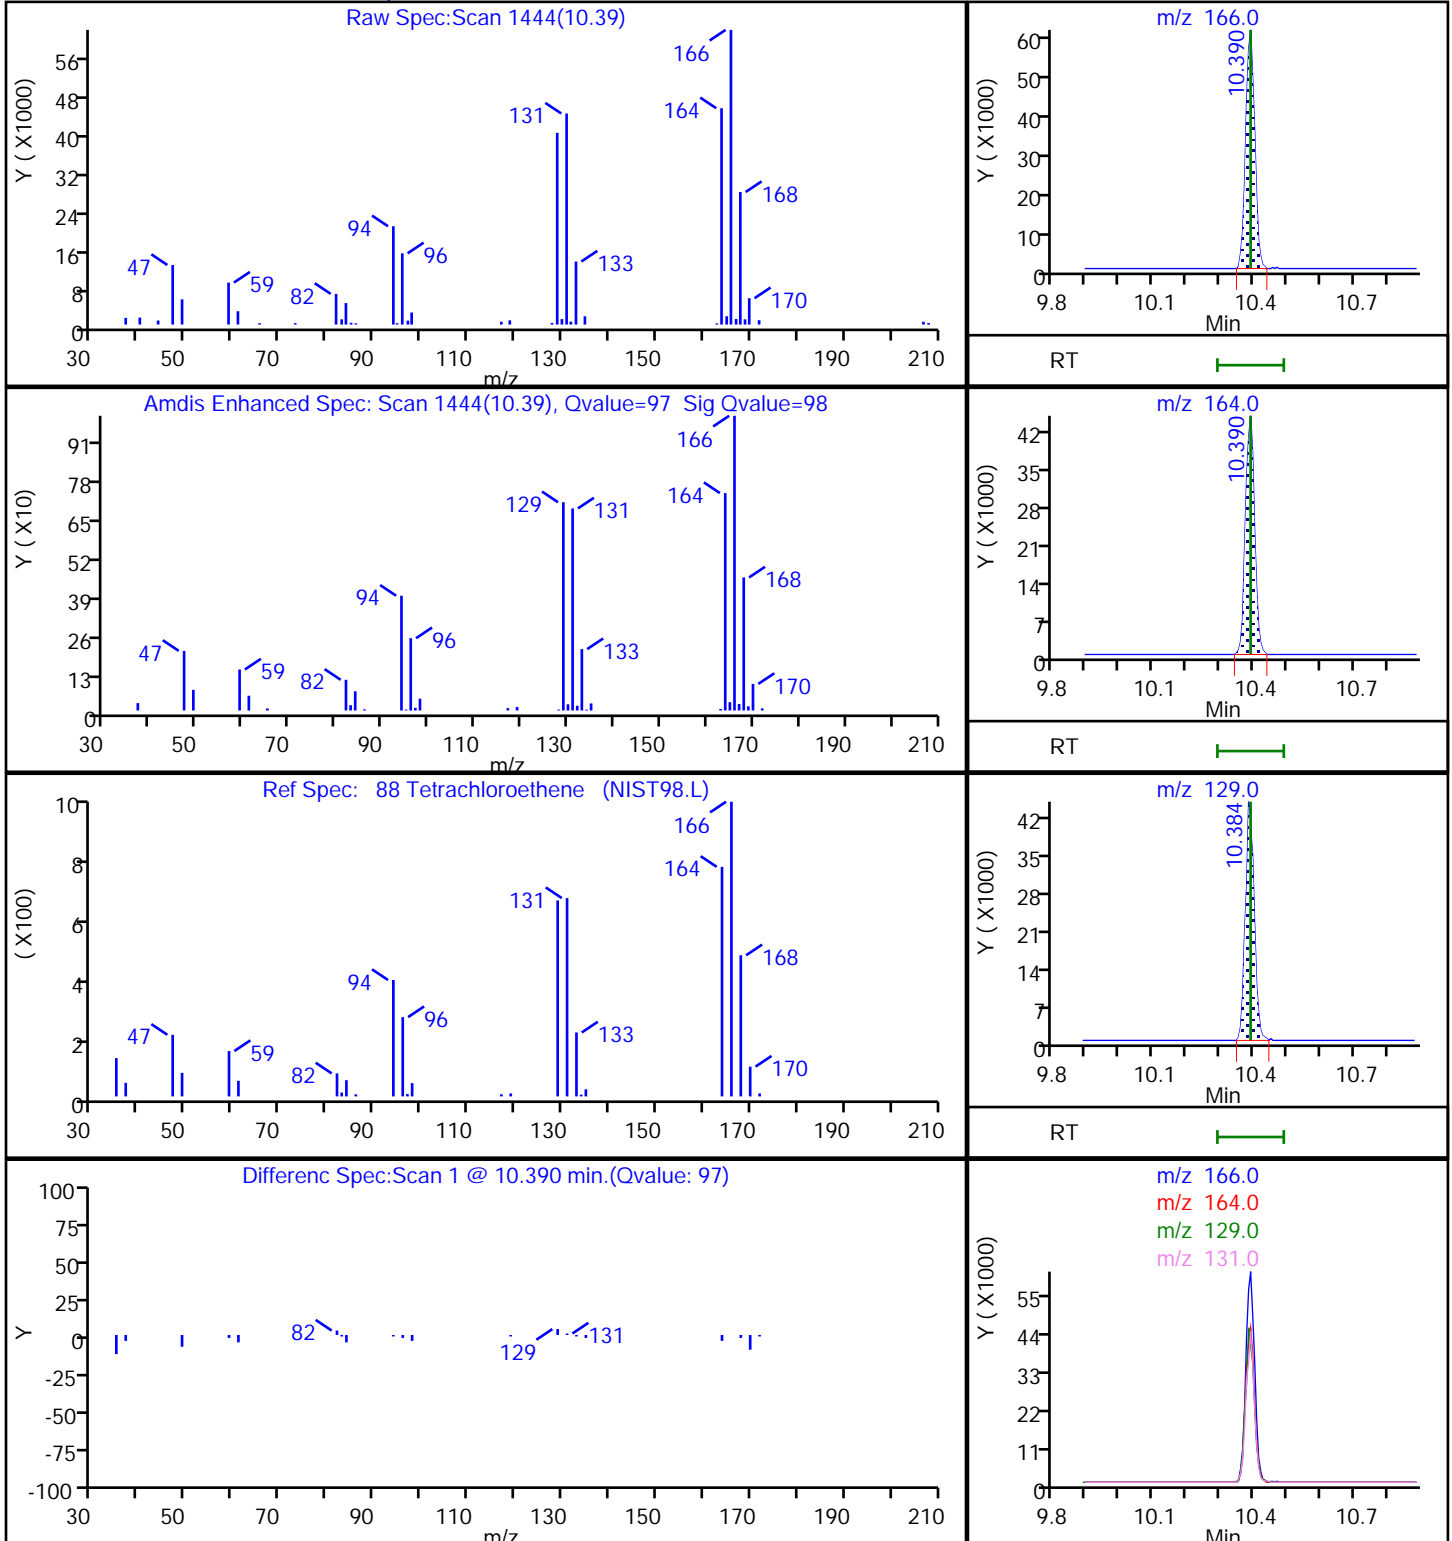 Raw Spec:Scan 1444(10.39)
Y ( X1000)
56
48
40
32
24
16
8
0
47
59
82
94
96
131
133
164
166
168
170
30 50 70 90 110 130 150 170 190 210
m/z
m/z 166.0
Y ( X1000)
60
50
40
30
20
10
0
10.390
9.8 10.1 10.4 10.7
Min
RT
Amdis Enhanced Spec: Scan 1444(10.39), Qvalue=97 Sig Qvalue=98
Y ( X10)
91
78
65
52
39
26
13
0
47
59
82
94
96
129
131
133
164
166
168
170
30 50 70 90 110 130 150 170 190 210
m/z
m/z 164.0
Y ( X1000)
42
35
28
21
14
7
0
10.390
9.8 10.1 10.4 10.7
Min
RT
Ref Spec: 88 Tetrachloroethene (NIST98.L)
( X100)
10
8
6
4
2
0
47
59
82
94
96
131
133
164
166
168
170
30 50 70 90 110 130 150 170 190 210
m/z 129.0
Y ( X1000)
42
35
28
21
14
7
0
10.384
9.8 10.1 10.4 10.7
Min
RT
Differenc Spec:Scan 1 @ 10.390 min.(Qvalue: 97)
Y
100
75
50
25
0
-25
-50
-75
-100
82
129
131
30 50 70 90 110 130 150 170 190 210
m/z
m/z 166.0
m/z 164.0
m/z 129.0
m/z 131.0
Y ( X1000)
55
44
33
22
11
0
9.8 10.1 10.4 10.7
Min